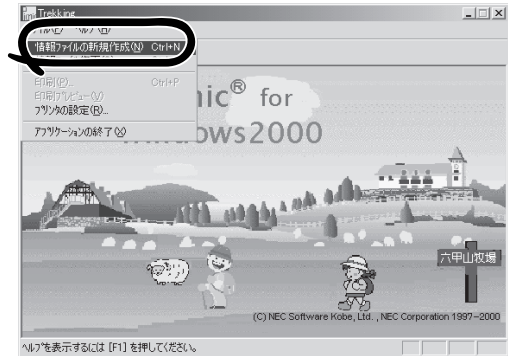 Trekking
情報ファイルの新規作成(N) Ctrl+N
印刷(P)... Ctrl+P
印刷プレビュー(V)
プリンタの設定(R)...
アプリケーションの終了(X)
nic® for
ows2000
六甲山牧場
(C) NEC Software Kobe, Ltd. , NEC Corporation 1997-2000
ヘルプを表示するには [F1] を押してください。